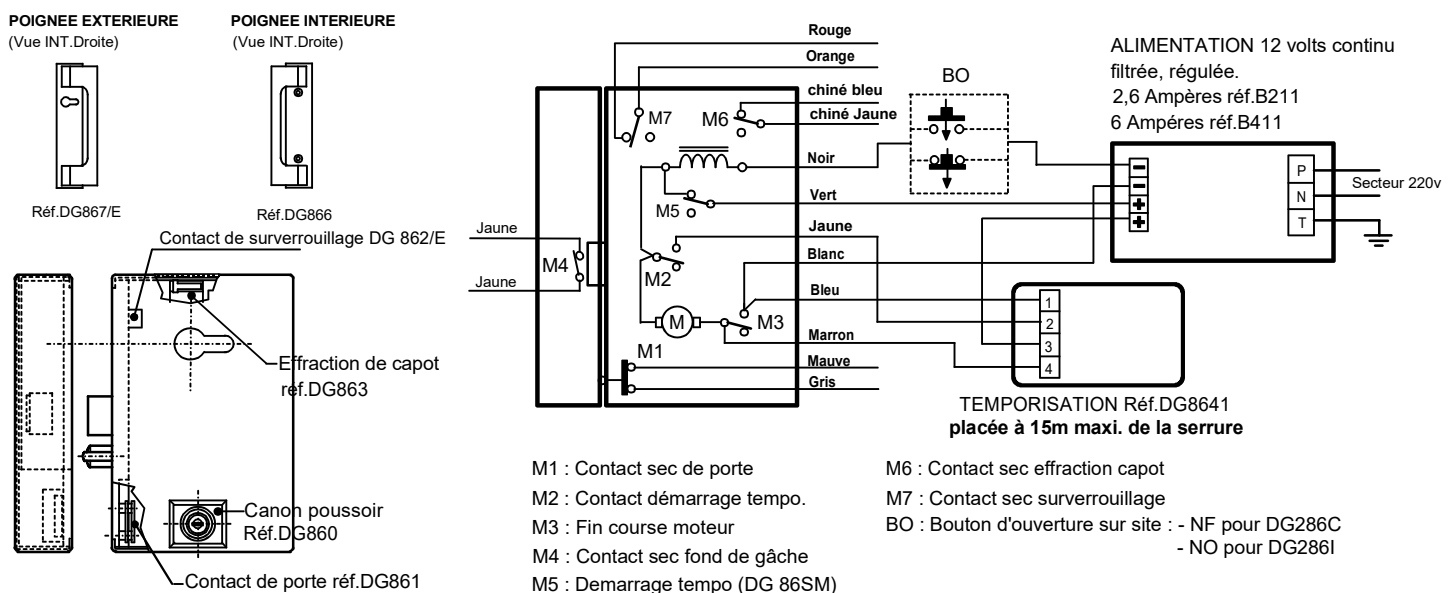 POIGNEE EXTERIEURE
(Vue INT.Droite)
POIGNEE INTERIEURE
(Vue INT.Droite)
Réf.DG867/E
Réf.DG866
Contact de surverrouillage DG 862/E
Effraction de capot
réf.DG863
Canon poussoir
Réf.DG860
Contact de porte réf.DG861
Jaune
Jaune
M4
M7
M6
M5
M2
M
M3
M1
Rouge
Orange
chiné bleu
chiné Jaune
Noir
Vert
Jaune
Blanc
Bleu
Marron
Mauve
Gris
BO
ALIMENTATION 12 volts continu
filtrée, régulée.
2,6 Ampères réf.B211
6 Ampéres réf.B411
−
−
+
+
P
N
T
Secteur 220v
1
2
3
4
TEMPORISATION Réf.DG8641
placée à 15m maxi. de la serrure
M1 : Contact sec de porte
M2 : Contact démarrage tempo.
M3 : Fin course moteur
M4 : Contact sec fond de gâche
M5 : Demarrage tempo (DG 86SM)
M6 : Contact sec effraction capot
M7 : Contact sec surverrouillage
BO : Bouton d'ouverture sur site : - NF pour DG286C
- NO pour DG286I